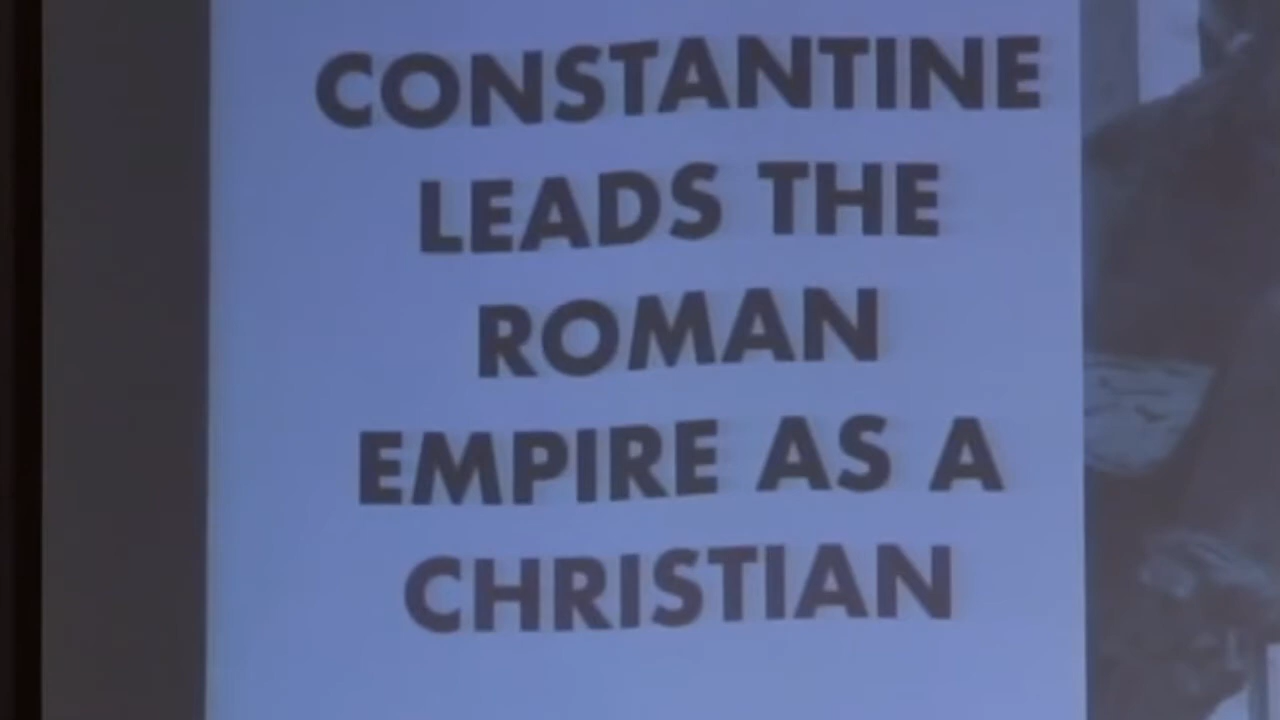 CONSTANTINE
LEADS THE
ROMAN
EMPIRE AS A
CHRISTIAN